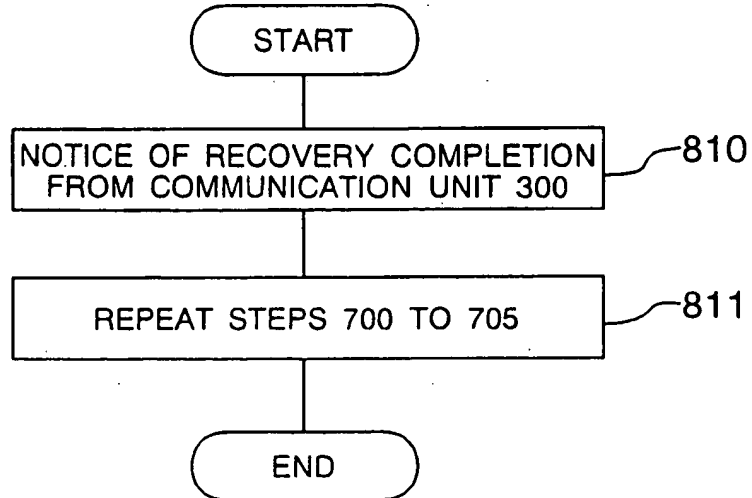 START
NOTICE OF RECOVERY COMPLETION
FROM COMMUNICATION UNIT 300
810
REPEAT STEPS 700 TO 705
811
END